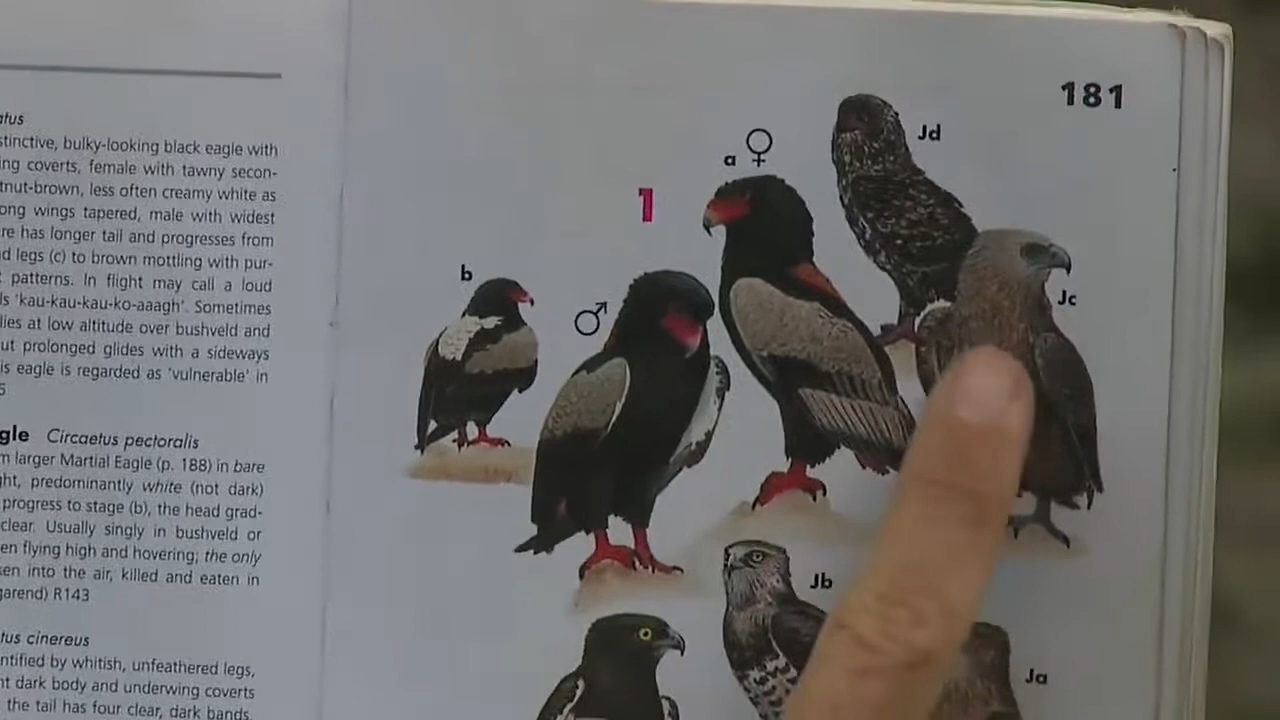 atus
stinctive, bulky-looking black eagle with
ing coverts, female with tawny secon-
tnut-brown, less often creamy white as
ong wings tapered, male with widest
re has longer tail and progresses from
d legs (c) to brown mottling with pur-
t patterns. In flight may call a loud
ls 'kau-kau-kau-ko-aaagh'. Sometimes
lies at low altitude over bushveld and
ut prolonged glides with a sideways
is eagle is regarded as 'vulnerable' in
5
gle Circaetus pectoralis
m larger Martial Eagle (p. 188) in bare
ght, predominantly white (not dark)
progress to stage (b), the head grad-
clear. Usually singly in bushveld or
en flying high and hovering; the only
ken into the air, killed and eaten in
garend) R143
tus cinereus
ntified by whitish, unfeathered legs,
nt dark body and underwing coverts
the tail has four clear, dark bands.
181
Jd
a ♀
1
b
♂
Jc
Jb
Ja